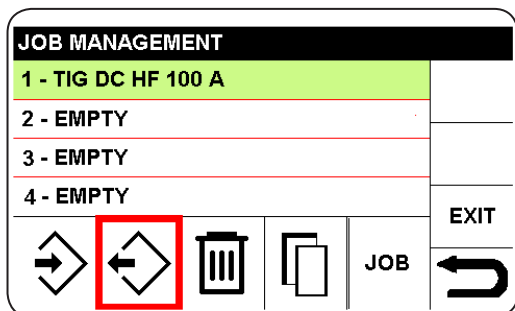 JOB MANAGEMENT
1 - TIG DC HF 100 A
2 - EMPTY
3 - EMPTY
4 - EMPTY
EXIT
JOB